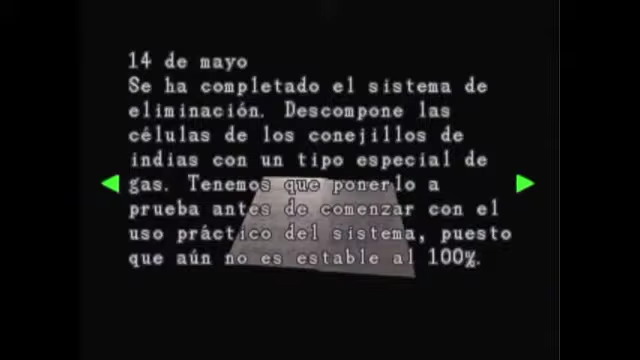 14 de mayo
Se ha completado el sistema de
eliminación. Descompone las
células de los conejillos de
indias con un tipo especial de
gas. Tenemos que ponerlo a
prueba antes de comenzar con el
uso práctico del sistema, puesto
que aún no es estable al 100%.